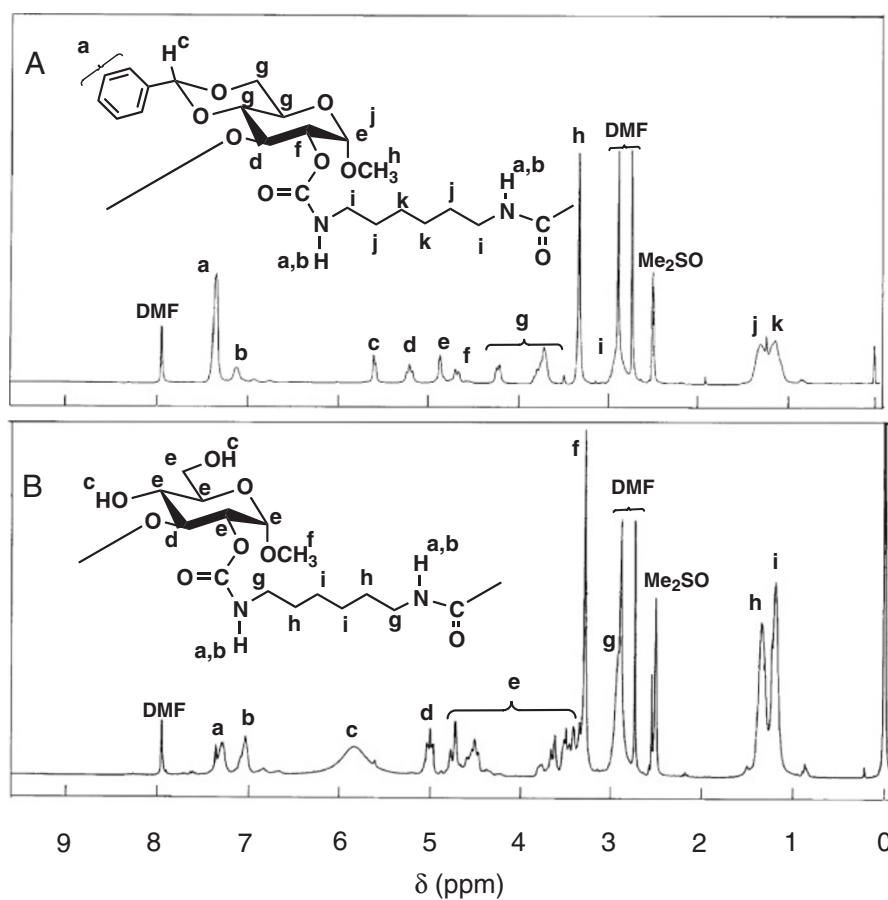 A
a
H c
g
O
g
g
O
O
O
j
e
d
f
O
h
OCH3
O
C
O=
i
k
j
a,b
H
N
N
j
k
i
C
O
a,b H
DMF
a
b
c
d
e
f
g
h
i
DMF
Me2SO
j
k
B
c
e OH
c
HO
e
e
O
e
O
d
e
O
f
OCH3
O=C
g
i
h
a,b
H
N
N
h
i
g
C
O
H
a,b
DMF
a
b
c
d
e
f
g
DMF
Me2SO
h
i
9 8 7 6 5 4 3 2 1 0
δ (ppm)